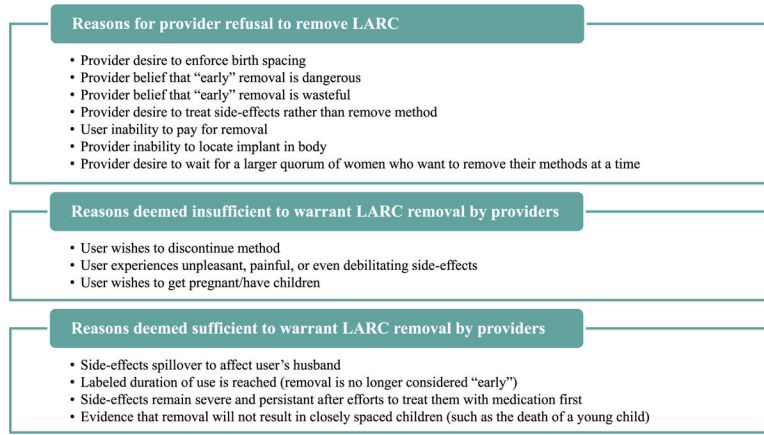 Reasons for provider refusal to remove LARC
• Provider desire to enforce birth spacing
• Provider belief that “early” removal is dangerous
• Provider belief that “early” removal is wasteful
• Provider desire to treat side-effects rather than remove method
• User inability to pay for removal
• Provider inability to locate implant in body
• Provider desire to wait for a larger quorum of women who want to remove their methods at a time
Reasons deemed insufficient to warrant LARC removal by providers
• User wishes to discontinue method
• User experiences unpleasant, painful, or even debilitating side-effects
• User wishes to get pregnant/have children
Reasons deemed sufficient to warrant LARC removal by providers
• Side-effects spillover to affect user’s husband
• Labeled duration of use is reached (removal is no longer considered “early”)
• Side-effects remain severe and persistant after efforts to treat them with medication first
• Evidence that removal will not result in closely spaced children (such as the death of a young child)